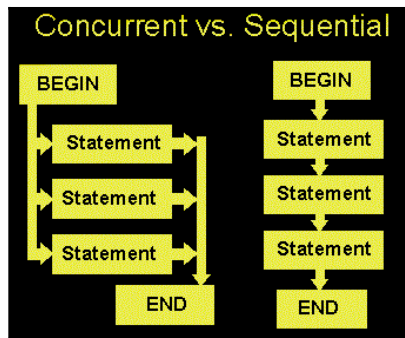 Concurrent vs. Sequential
BEGIN
Statement
Statement
Statement
END
BEGIN
Statement
Statement
Statement
END